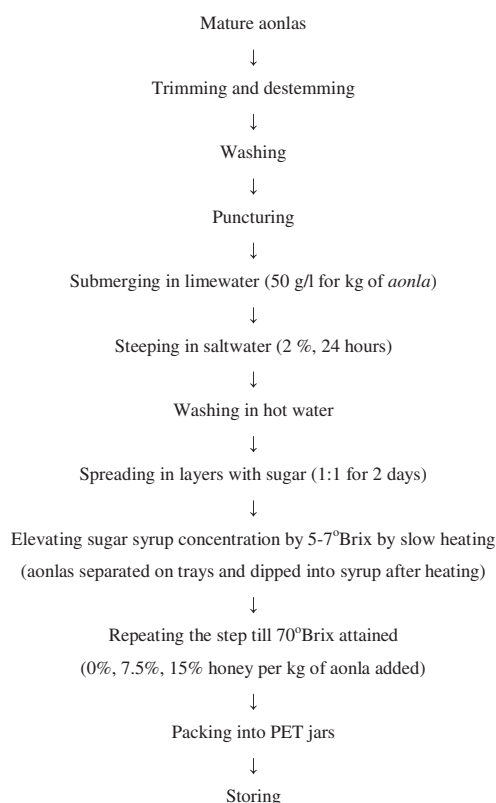 Mature aonlas
↓
Trimming and destemming
↓
Washing
↓
Puncturing
↓
Submerging in limewater (50 g/l for kg of aonla)
↓
Steeping in saltwater (2 %, 24 hours)
↓
Washing in hot water
↓
Spreading in layers with sugar (1:1 for 2 days)
↓
Elevating sugar syrup concentration by 5-7°Brix by slow heating
(aonlas separated on trays and dipped into syrup after heating)
↓
Repeating the step till 70°Brix attained
(0%, 7.5%, 15% honey per kg of aonla added)
↓
Packing into PET jars
↓
Storing